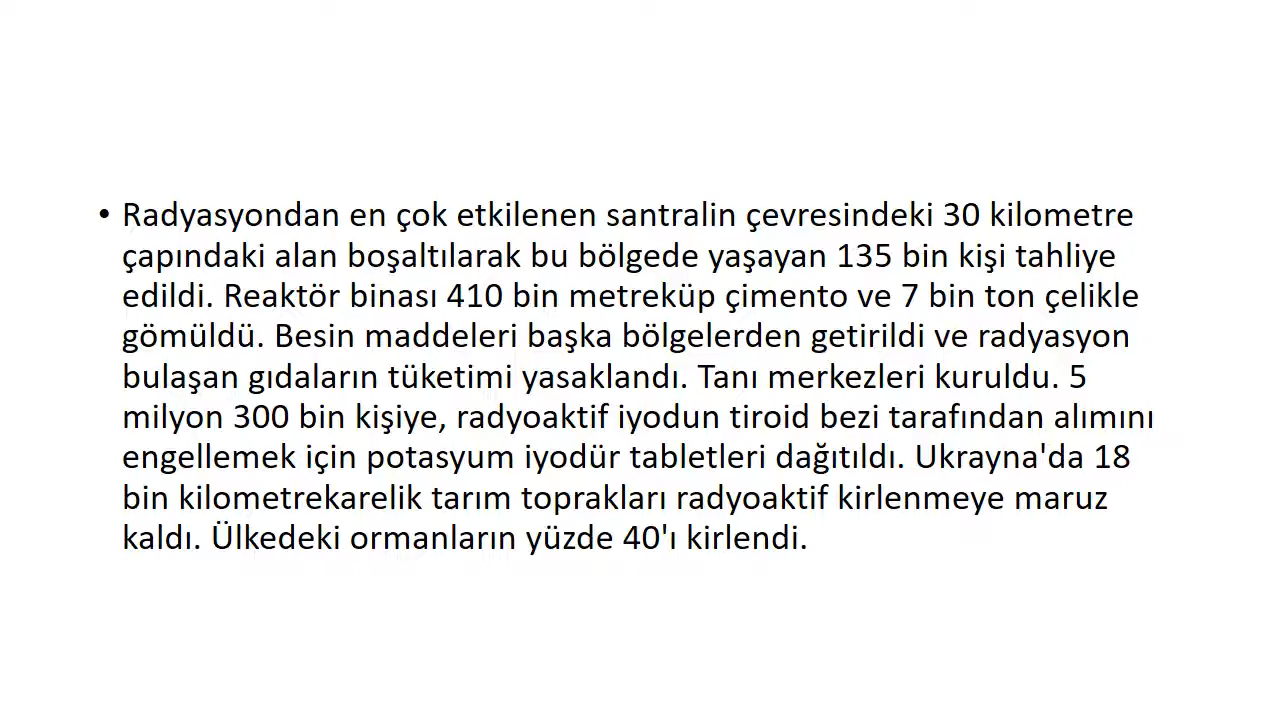 • Radyasyondan en çok etkilenen santralin çevresindeki 30 kilometre
çapındaki alan boşaltılarak bu bölgede yaşayan 135 bin kişi tahliye
edildi. Reaktör binası 410 bin metreküp çimento ve 7 bin ton çelikle
gömüldü. Besin maddeleri başka bölgelerden getirildi ve radyasyon
bulaşan gıdaların tüketimi yasaklandı. Tanı merkezleri kuruldu. 5
milyon 300 bin kişiye, radyoaktif iyodun tiroid bezi tarafından alımını
engellemek için potasyum iyodür tabletleri dağıtıldı. Ukrayna'da 18
bin kilometrekarelik tarım toprakları radyoaktif kirlenmeye maruz
kaldı. Ülkedeki ormanların yüzde 40'ı kirlendi.